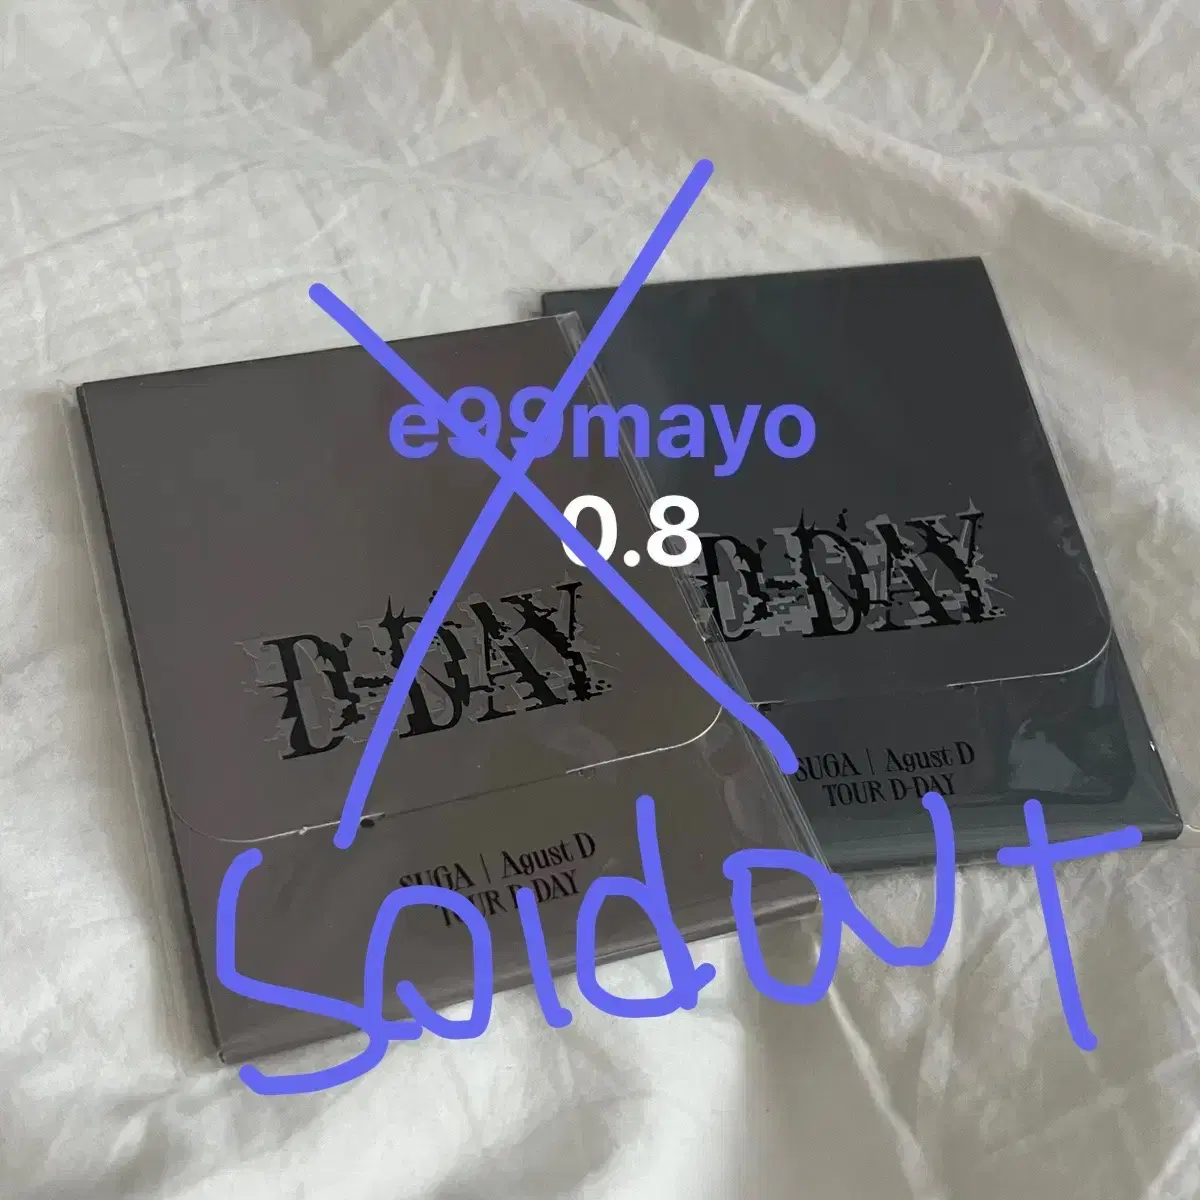 e99mayo
0.8
D-DAY
SUGA | Agust D
TOUR D-DAY
D-DAY
SUGA | Agust D
TOUR D-DAY
Soldout